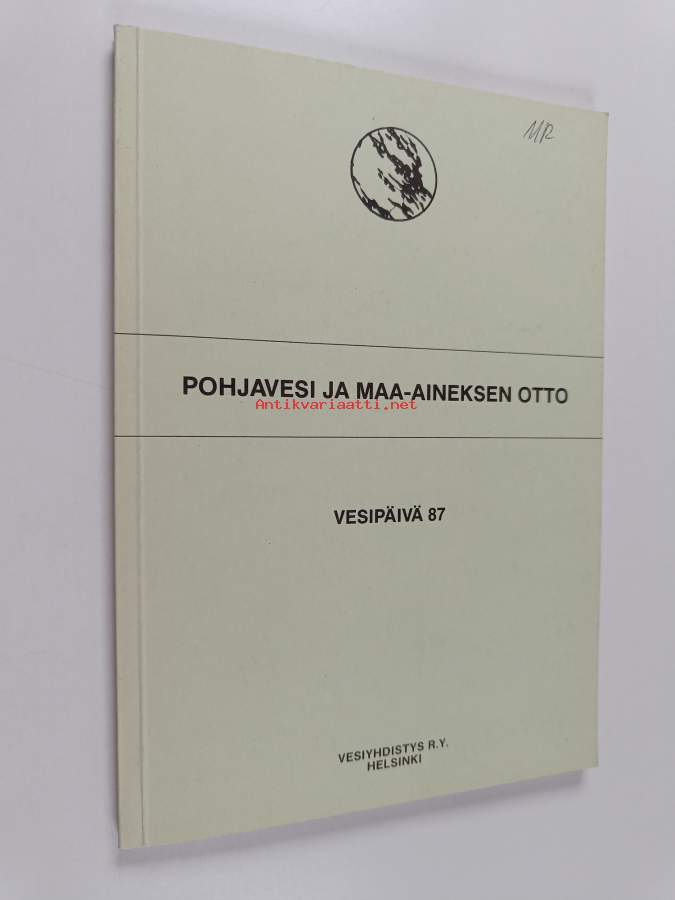 MR
POHJAVESI JA MAA-AINEKSEN OTTO
Antikvariaatti.net
VESIPÄIVÄ 87
VESIYHDISTYS R.Y.
HELSINKI